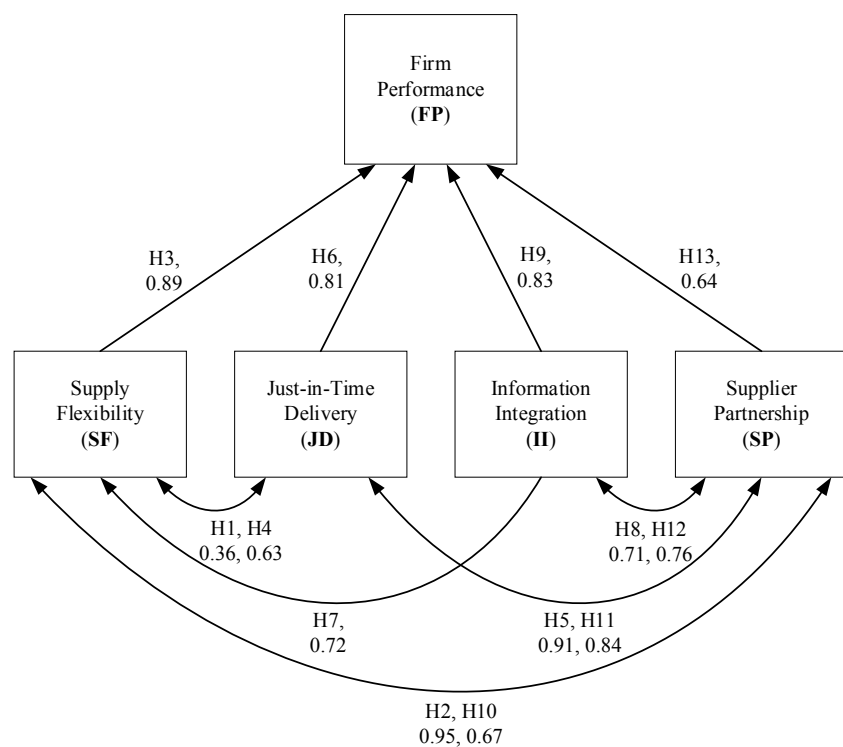 Firm
Performance
(FP)
H3,
0.89
H6,
0.81
H9,
0.83
H13,
0.64
Supply
Flexibility
(SF)
Just-in-Time
Delivery
(JD)
Information
Integration
(II)
Supplier
Partnership
(SP)
H1, H4
0.36, 0.63
H8, H12
0.71, 0.76
H7,
0.72
H5, H11
0.91, 0.84
H2, H10
0.95, 0.67